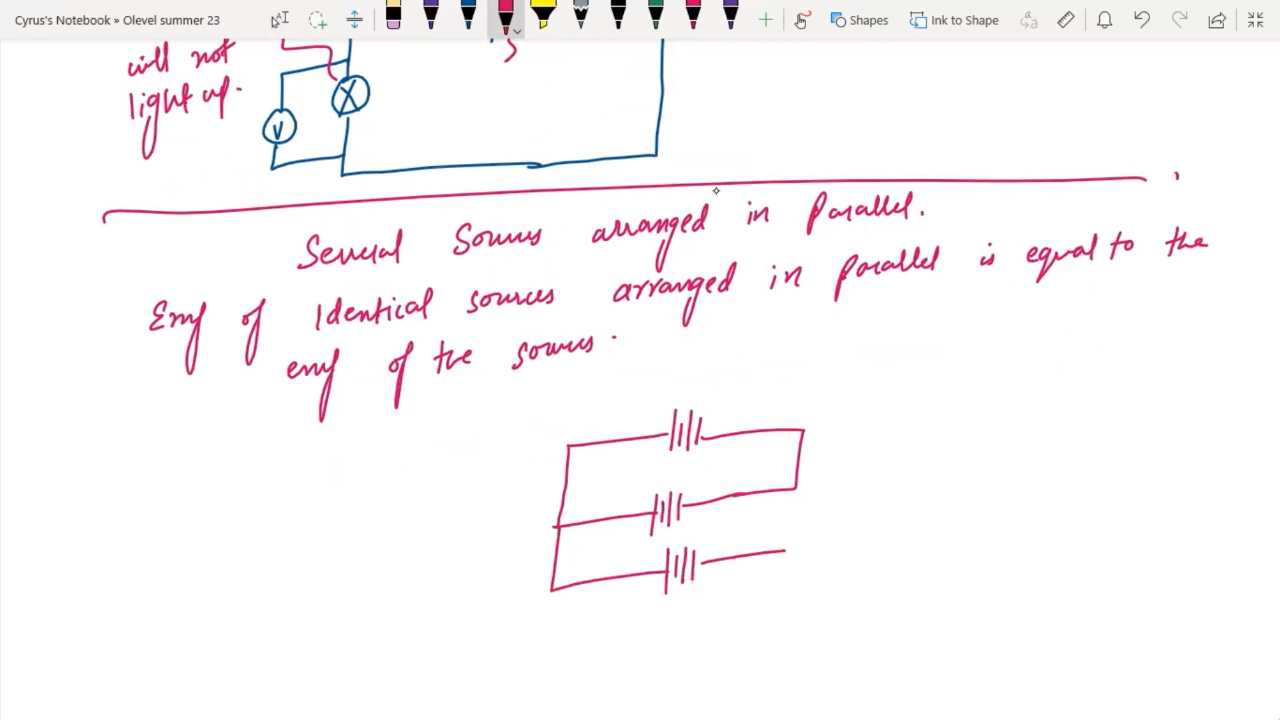 Cyrus's Notebook » Olevel summer 23
Shapes
Ink to Shape
will not
light up.
V
Several Sources arranged in parallel.
Emf of Identical sources arranged in parallel is equal to the
emf of the sources.